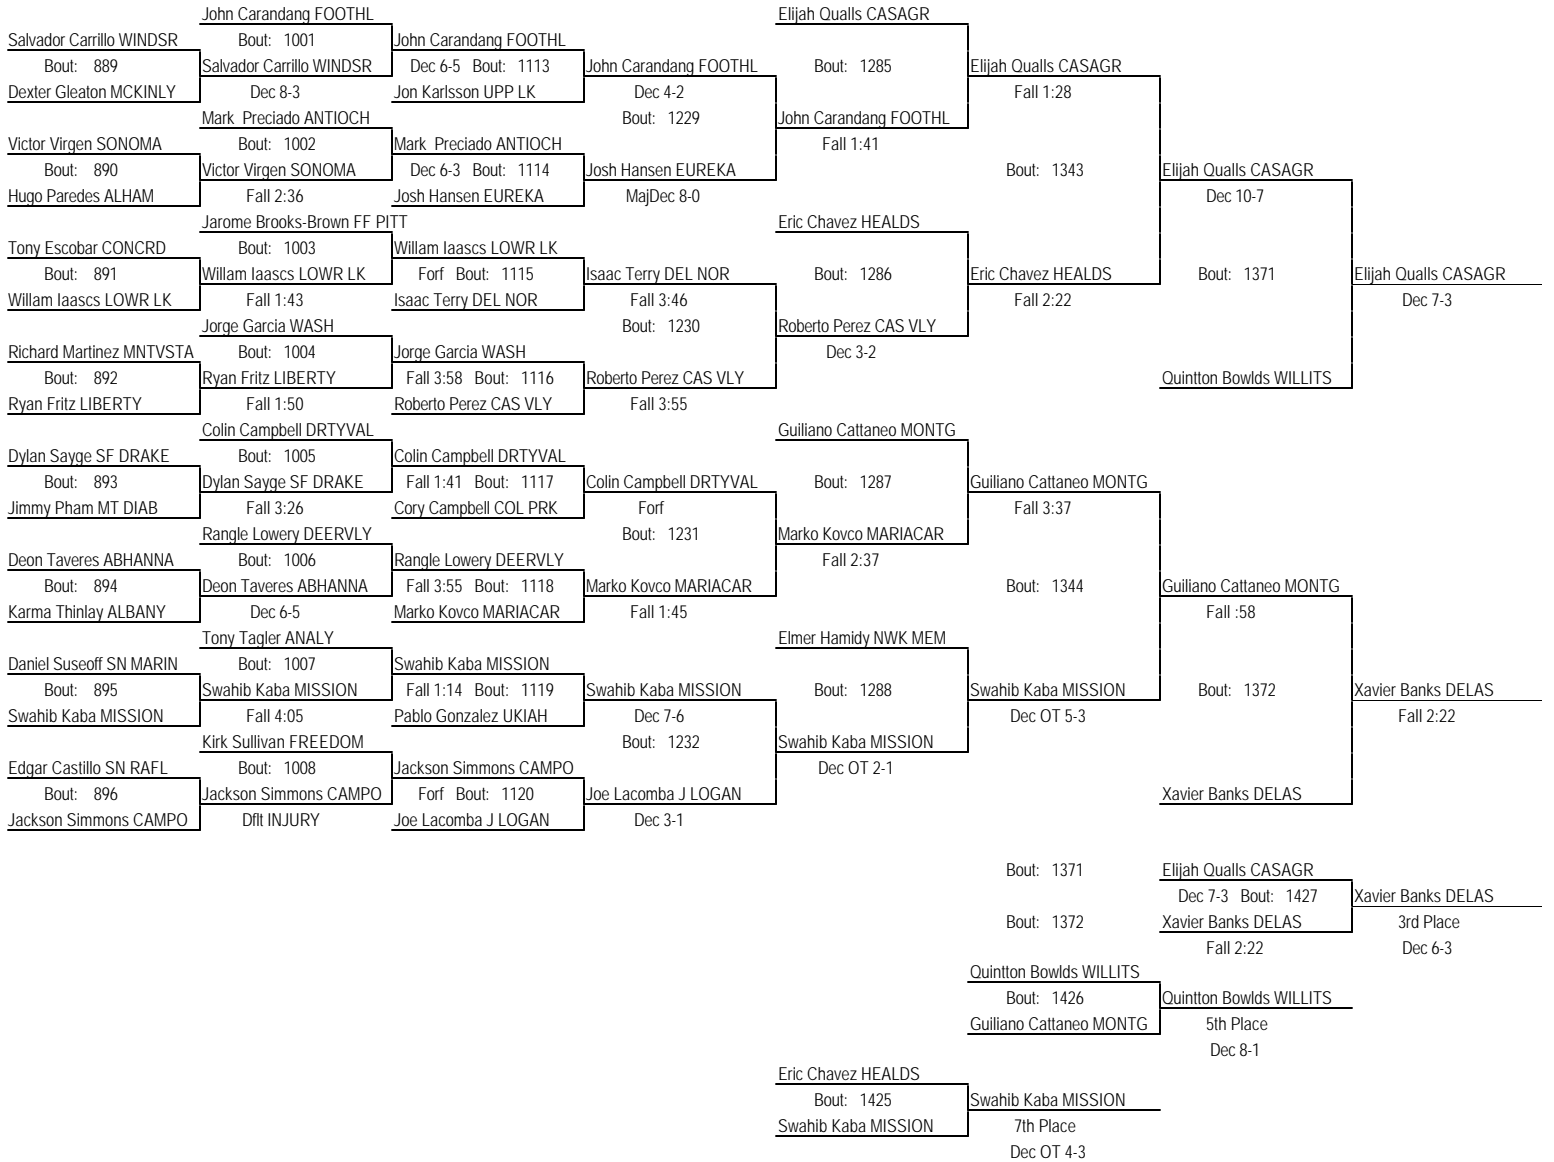 John Carandang FOOTHL Elijah Qualls CASAGR
Salvador Carrillo WINDSR Bout: 1001 John Carandang FOOTHL
Bout: 889 Salvador Carrillo WINDSR Dec 6-5 Bout: 1113 John Carandang FOOTHL Bout: 1285 Elijah Qualls CASAGR
Dexter Gleaton MCKINLY Dec 8-3 Jon Karlsson UPP LK Dec 4-2 Fall 1:28
Mark Preciado ANTIOCH Bout: 1229 John Carandang FOOTHL
Victor Virgen SONOMA Bout: 1002 Mark Preciado ANTIOCH Fall 1:41
Bout: 890 Victor Virgen SONOMA Dec 6-3 Bout: 1114 Josh Hansen EUREKA Bout: 1343 Elijah Qualls CASAGR
Hugo Paredes ALHAM Fall 2:36 Josh Hansen EUREKA MajDec 8-0 Dec 10-7
Jarome Brooks-Brown FF PITT Eric Chavez HEALDS
Tony Escobar CONCRD Bout: 1003 Willam Iaascs LOWR LK
Bout: 891 Willam Iaascs LOWR LK Forf Bout: 1115 Isaac Terry DEL NOR Bout: 1286 Eric Chavez HEALDS Bout: 1371 Elijah Qualls CASAGR
Willam Iaascs LOWR LK Fall 1:43 Isaac Terry DEL NOR Fall 3:46 Fall 2:22 Dec 7-3
Jorge Garcia WASH Bout: 1230 Roberto Perez CAS VLY
Richard Martinez MNTVSTA Bout: 1004 Jorge Garcia WASH Dec 3-2
Bout: 892 Ryan Fritz LIBERTY Fall 3:58 Bout: 1116 Roberto Perez CAS VLY Quintton Bowlds WILLITS
Ryan Fritz LIBERTY Fall 1:50 Roberto Perez CAS VLY Fall 3:55
Colin Campbell DRTYVAL Guiliano Cattaneo MONTG
Dylan Sayge SF DRAKE Bout: 1005 Colin Campbell DRTYVAL
Bout: 893 Dylan Sayge SF DRAKE Fall 1:41 Bout: 1117 Colin Campbell DRTYVAL Bout: 1287 Guiliano Cattaneo MONTG
Jimmy Pham MT DIAB Fall 3:26 Cory Campbell COL PRK Forf Fall 3:37
Rangle Lowery DEERVLY Bout: 1231 Marko Kovco MARIACAR
Deon Taveres ABHANNA Bout: 1006 Rangle Lowery DEERVLY Fall 2:37
Bout: 894 Deon Taveres ABHANNA Fall 3:55 Bout: 1118 Marko Kovco MARIACAR Bout: 1344 Guiliano Cattaneo MONTG
Karma Thinlay ALBANY Dec 6-5 Marko Kovco MARIACAR Fall 1:45 Fall :58
Tony Tagler ANALY Elmer Hamidy NWK MEM
Daniel Suseoff SN MARIN Bout: 1007 Swahib Kaba MISSION
Bout: 895 Swahib Kaba MISSION Fall 1:14 Bout: 1119 Swahib Kaba MISSION Bout: 1288 Swahib Kaba MISSION Bout: 1372 Xavier Banks DELAS
Swahib Kaba MISSION Fall 4:05 Pablo Gonzalez UKIAH Dec 7-6 Dec OT 5-3 Fall 2:22
Kirk Sullivan FREEDOM Bout: 1232 Swahib Kaba MISSION
Edgar Castillo SN RAFL Bout: 1008 Jackson Simmons CAMPO Dec OT 2-1
Bout: 896 Jackson Simmons CAMPO Forf Bout: 1120 Joe Lacomba J LOGAN Xavier Banks DELAS
Jackson Simmons CAMPO Dflt INJURY Joe Lacomba J LOGAN Dec 3-1
Bout: 1371 Elijah Qualls CASAGR
Dec 7-3 Bout: 1427 Xavier Banks DELAS
Bout: 1372 Xavier Banks DELAS 3rd Place
Fall 2:22 Dec 6-3
Quintton Bowlds WILLITS
Bout: 1426 Quintton Bowlds WILLITS
Guiliano Cattaneo MONTG 5th Place
Dec 8-1
Eric Chavez HEALDS
Bout: 1425 Swahib Kaba MISSION
Swahib Kaba MISSION 7th Place
Dec OT 4-3